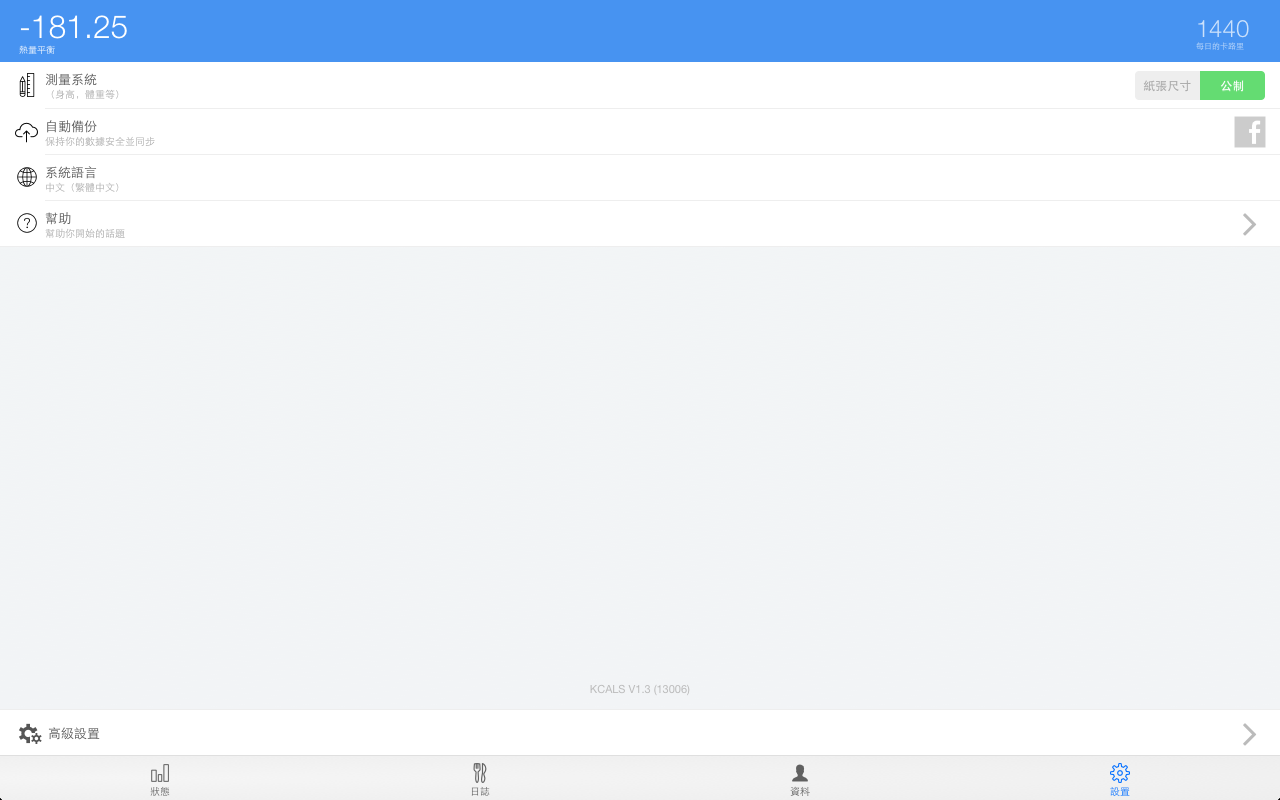 -181.25
熱量平衡
1440
每日的卡路里
測量系統
（身高，體重等）
紙張尺寸
公制
自動備份
保持你的數據安全並同步
系統語言
中文（繁體中文）
幫助
幫助你開始的話題
KCALS V1.3 (13006)
高級設置
狀態
日誌
資料
設置